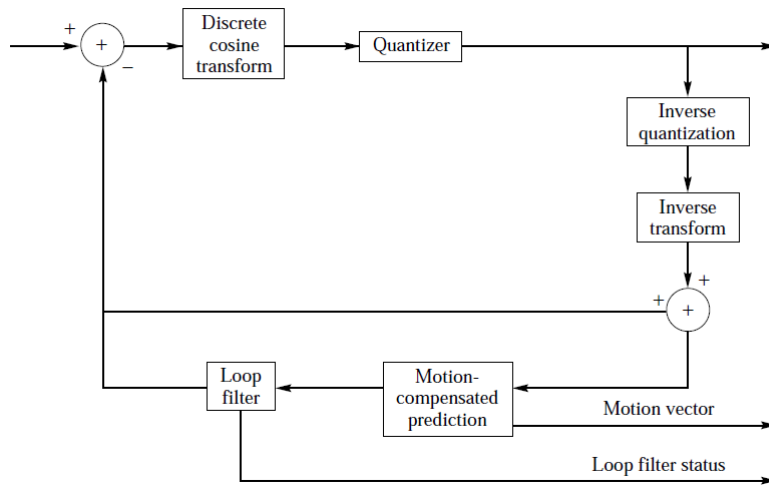 +
+
−
Discrete
cosine
transform
Quantizer
Inverse
quantization
Inverse
transform
+
+
+
Loop
filter
Motion-
compensated
prediction
Motion vector
Loop filter status